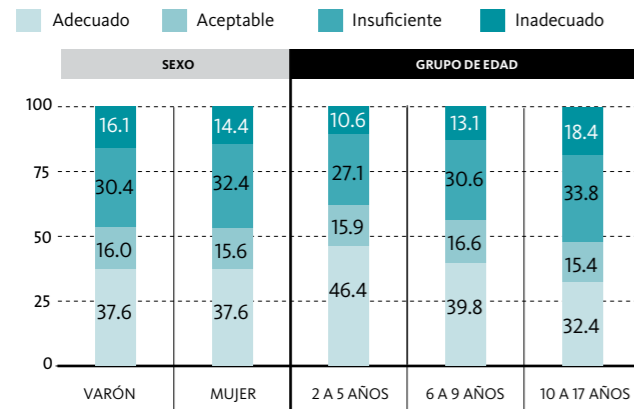 Adecuado Aceptable Insuficiente Inadecuado
SEXO GRUPO DE EDAD
100
75
50
25
0
16.1 14.4 10.6 13.1 18.4
30.4 32.4 27.1 30.6 33.8
16.0 15.6 15.9 16.6 15.4
37.6 37.6 46.4 39.8 32.4
VARÓN MUJER 2 A 5 AÑOS 6 A 9 AÑOS 10 A 17 AÑOS